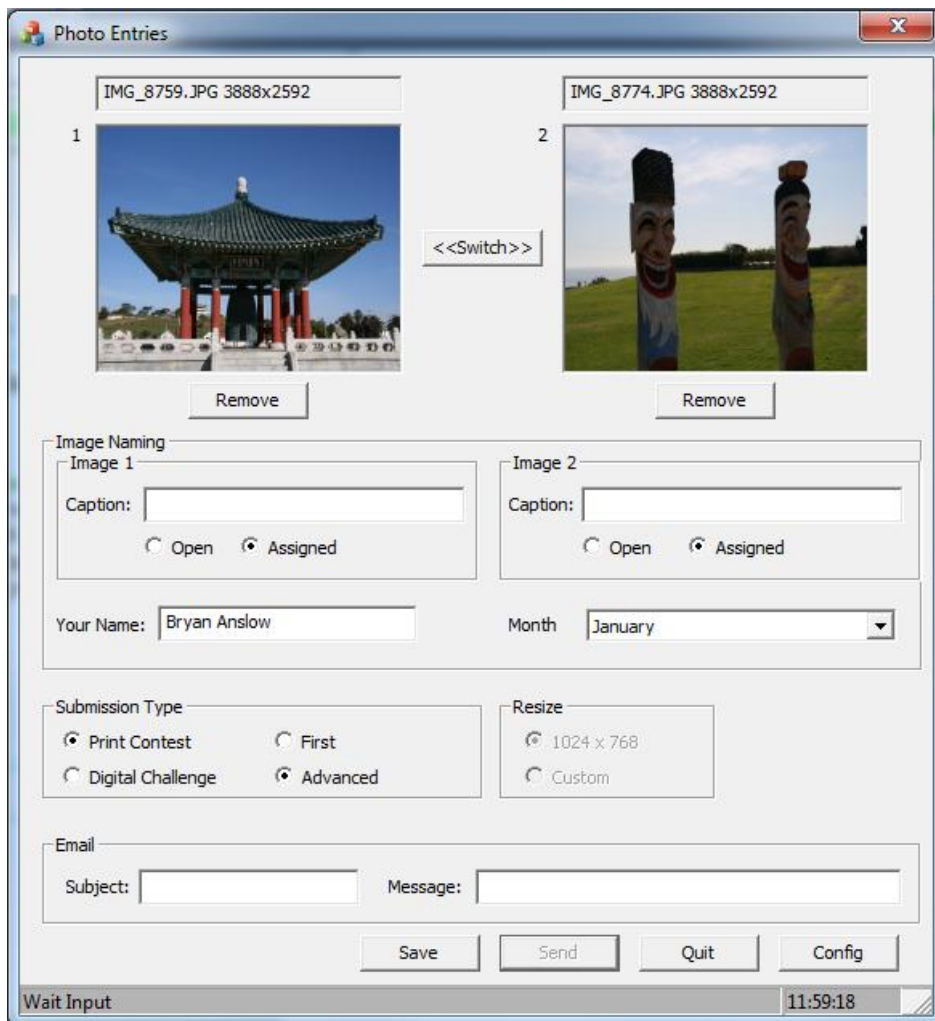 Photo Entries
IMG_8759.JPG 3888x2592
IMG_8774.JPG 3888x2592
1
2
<<Switch>>
Remove
Remove
Image Naming
Image 1
Image 2
Caption:
Caption:
Open Assigned
Open Assigned
Your Name: Bryan Anslow
Month January
Submission Type
Resize
Print Contest First
1024 x 768
Digital Challenge Advanced
Custom
Email
Subject: Message:
Save Send Quit Config
Wait Input 11:59:18